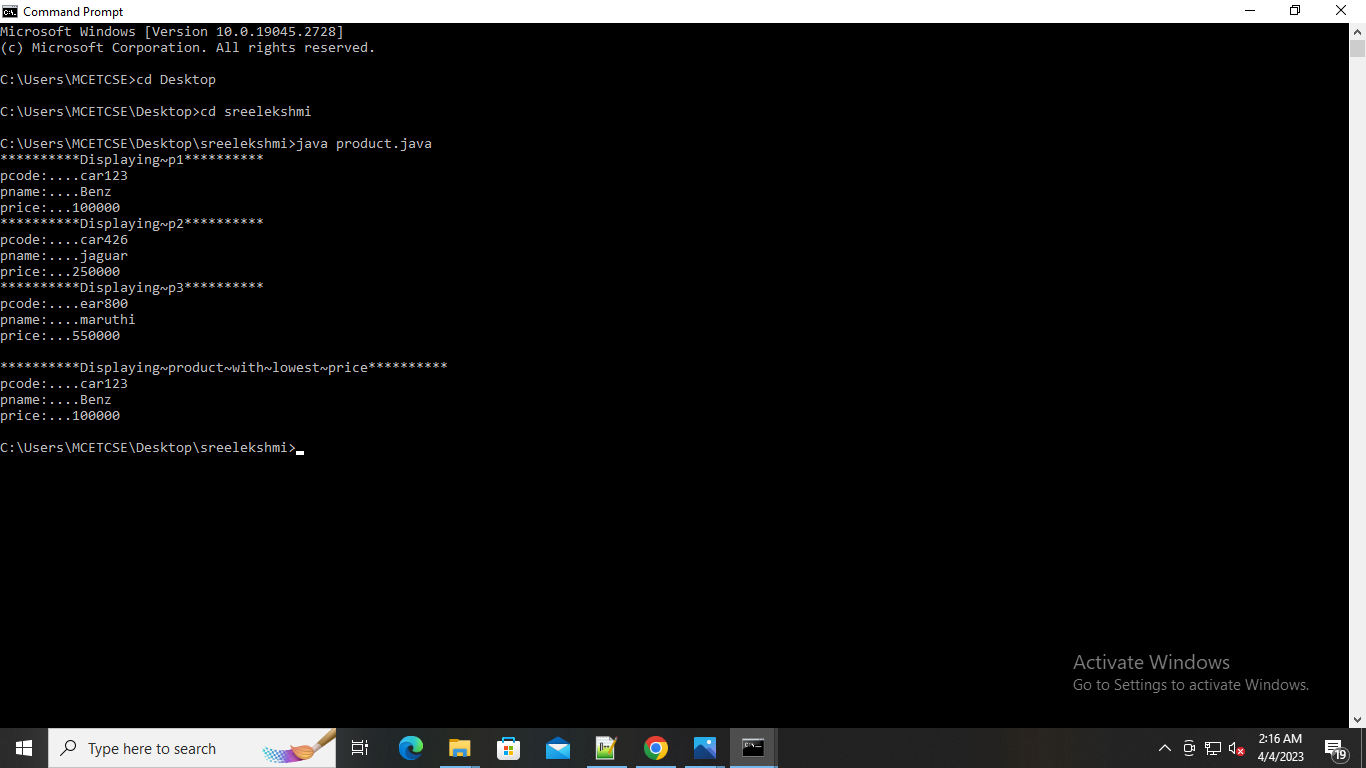 Command Prompt
Microsoft Windows [Version 10.0.19045.2728]
(c) Microsoft Corporation. All rights reserved.
C:\Users\MCETCSE>cd Desktop
C:\Users\MCETCSE\Desktop>cd sreelekshmi
C:\Users\MCETCSE\Desktop\sreelekshmi>java product.java
**********Displaying~p1**********
pcode:....car123
pname:....Benz
price:...100000
**********Displaying~p2**********
pcode:....car426
pname:....jaguar
price:...250000
**********Displaying~p3**********
pcode:....ear800
pname:....maruthi
price:...550000
**********Displaying~product~with~lowest~price**********
pcode:....car123
pname:....Benz
price:...100000
C:\Users\MCETCSE\Desktop\sreelekshmi>
Activate Windows
Go to Settings to activate Windows.
Type here to search
2:16 AM
4/4/2023
19